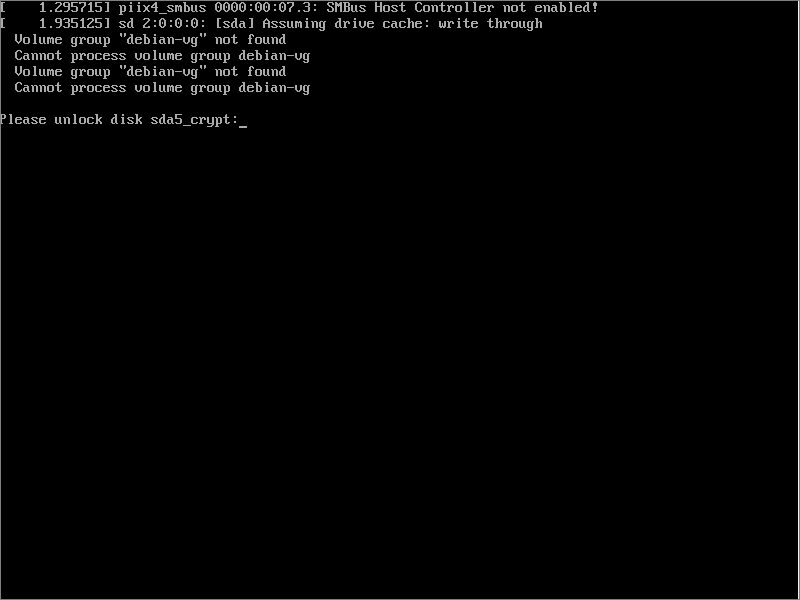 [    1.295715] piix4_smbus 0000:00:07.3: SMBus Host Controller not enabled!
[    1.935125] sd 2:0:0:0: [sda] Assuming drive cache: write through
  Volume group "debian-vg" not found
  Cannot process volume group debian-vg
  Volume group "debian-vg" not found
  Cannot process volume group debian-vg
Please unlock disk sda5_crypt:_